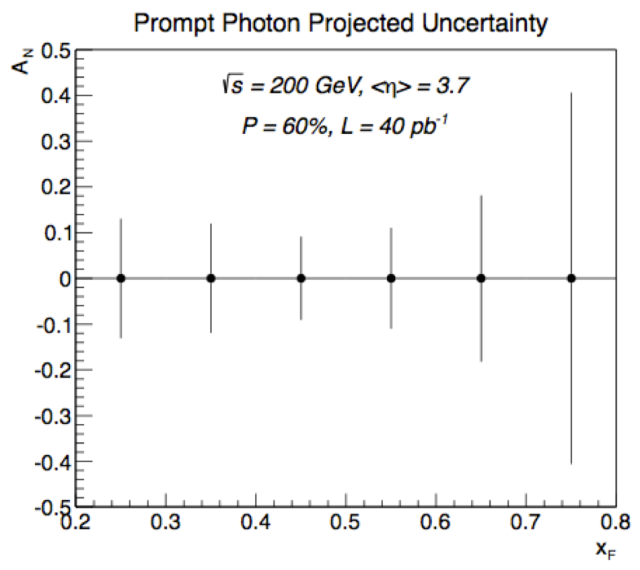 Prompt Photon Projected Uncertainty
A_N
√s = 200 GeV, <η> = 3.7
P = 60%, L = 40 pb⁻¹
0.5
0.4
0.3
0.2
0.1
0
-0.1
-0.2
-0.3
-0.4
-0.5
0.2 0.3 0.4 0.5 0.6 0.7 0.8
x_F